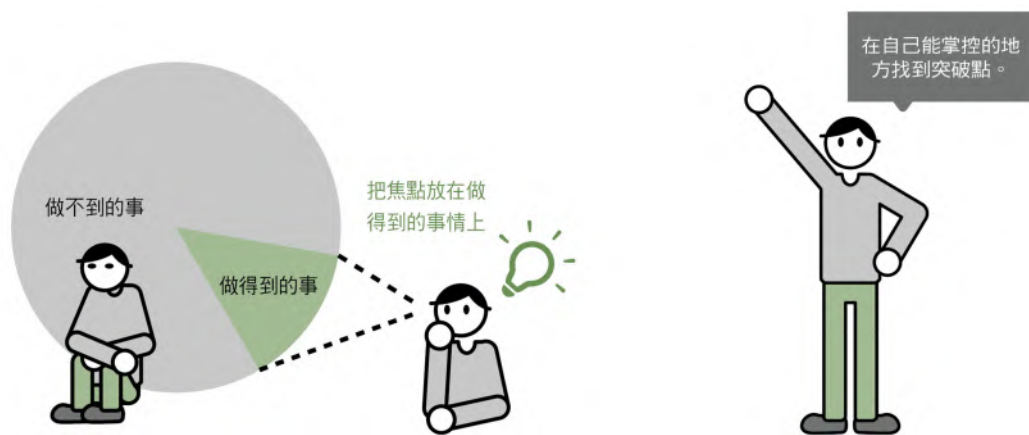 做不到的事
做得到的事
把焦點放在做
得到的事情上
在自己能掌控的地
方找到突破點。